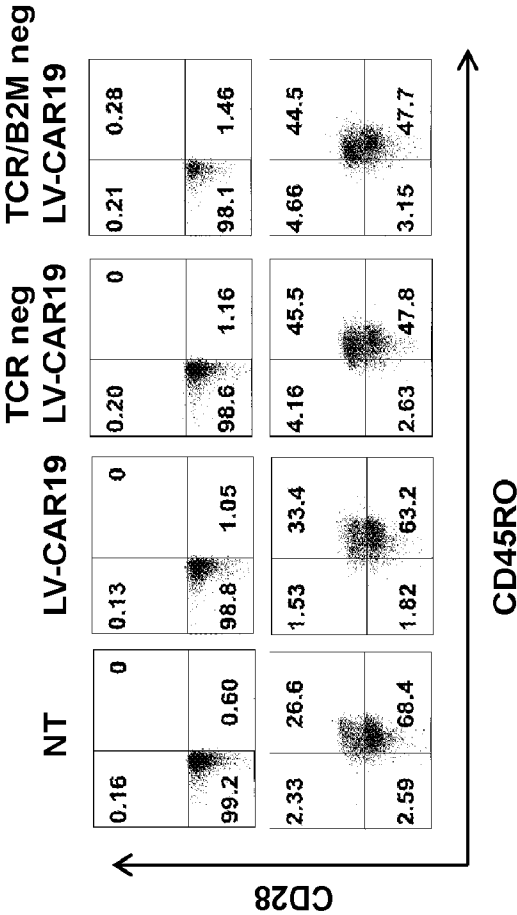 NT
LV-CAR19
TCR neg
LV-CAR19
TCR/B2M neg
LV-CAR19
0.16 0
99.2 0.60
0.13 0
98.8 1.05
0.20 0
98.6 1.16
0.21 0.28
98.1 1.46
2.33 26.6
2.59 68.4
1.53 33.4
1.82 63.2
4.16 45.5
2.63 47.8
4.66 44.5
3.15 47.7
CD28
CD45RO